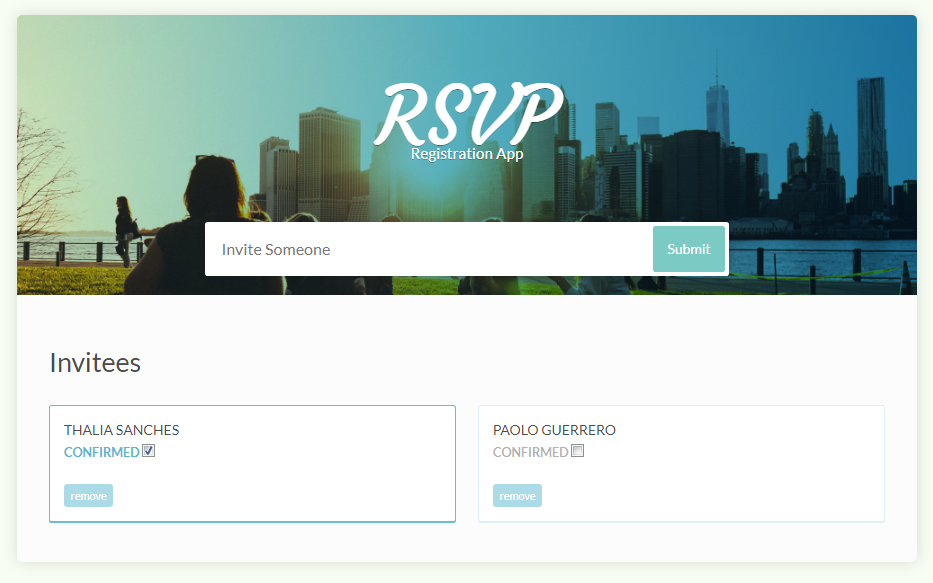 RSVP
Registration App
Invite Someone
Submit
Invitees
THALIA SANCHES
CONFIRMED
remove
PAOLO GUERRERO
CONFIRMED
remove